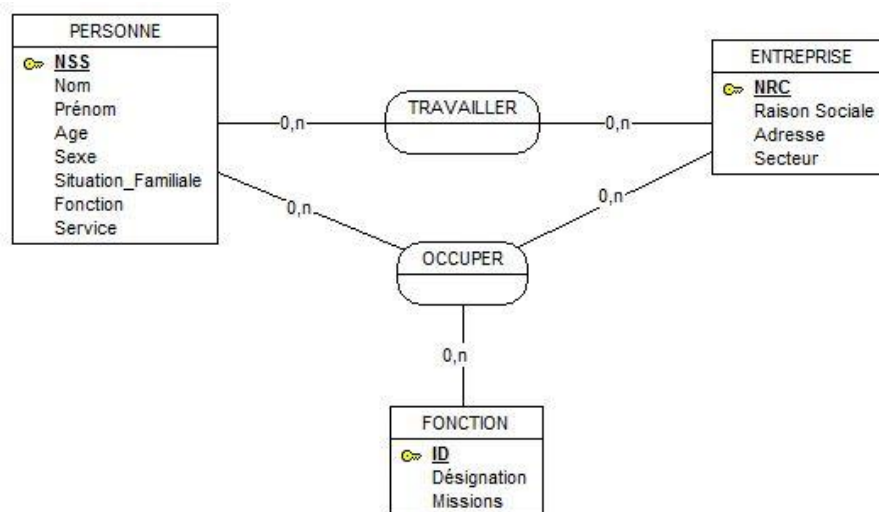 PERSONNE
NSS
Nom
Prénom
Age
Sexe
Situation_Familiale
Fonction
Service
0,n
TRAVAILLER
0,n
ENTREPRISE
NRC
Raison Sociale
Adresse
Secteur
0,n
OCCUPER
0,n
0,n
FONCTION
ID
Désignation
Missions